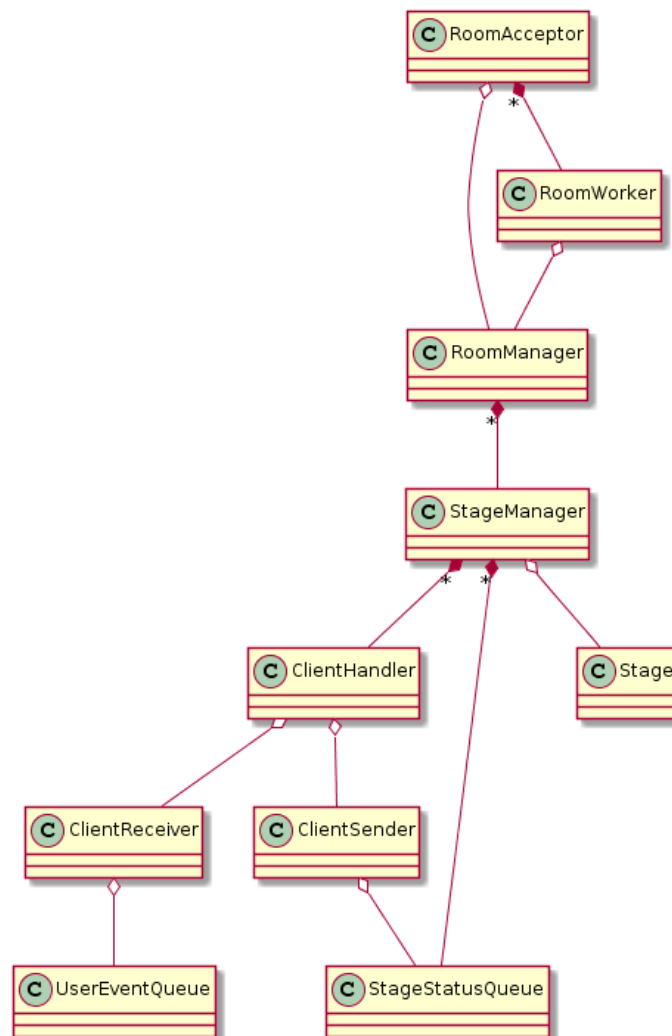 C RoomAcceptor
*
C RoomWorker
C RoomManager
*
C StageManager
* *
C ClientHandler
C Stage
C ClientReceiver
C ClientSender
C UserEventQueue
C StageStatusQueue